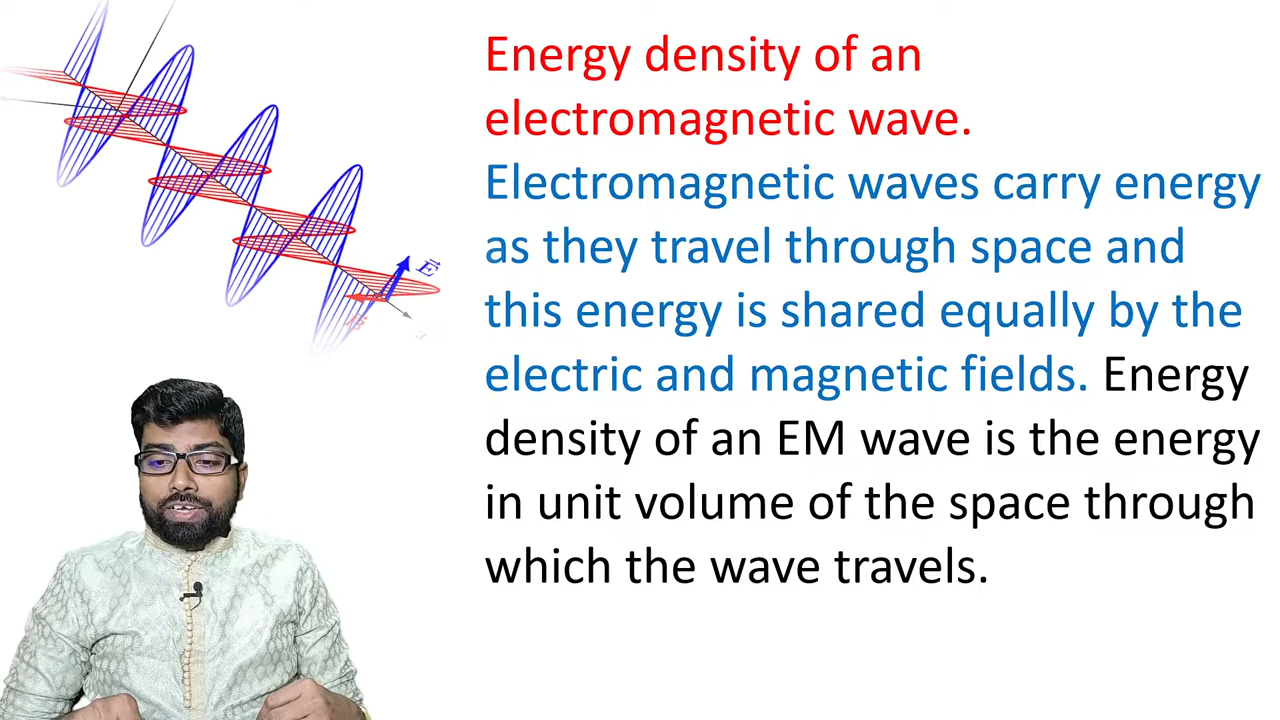 Energy density of an
electromagnetic wave.
Electromagnetic waves carry energy
as they travel through space and
this energy is shared equally by the
electric and magnetic fields. Energy
density of an EM wave is the energy
in unit volume of the space through
which the wave travels.
E